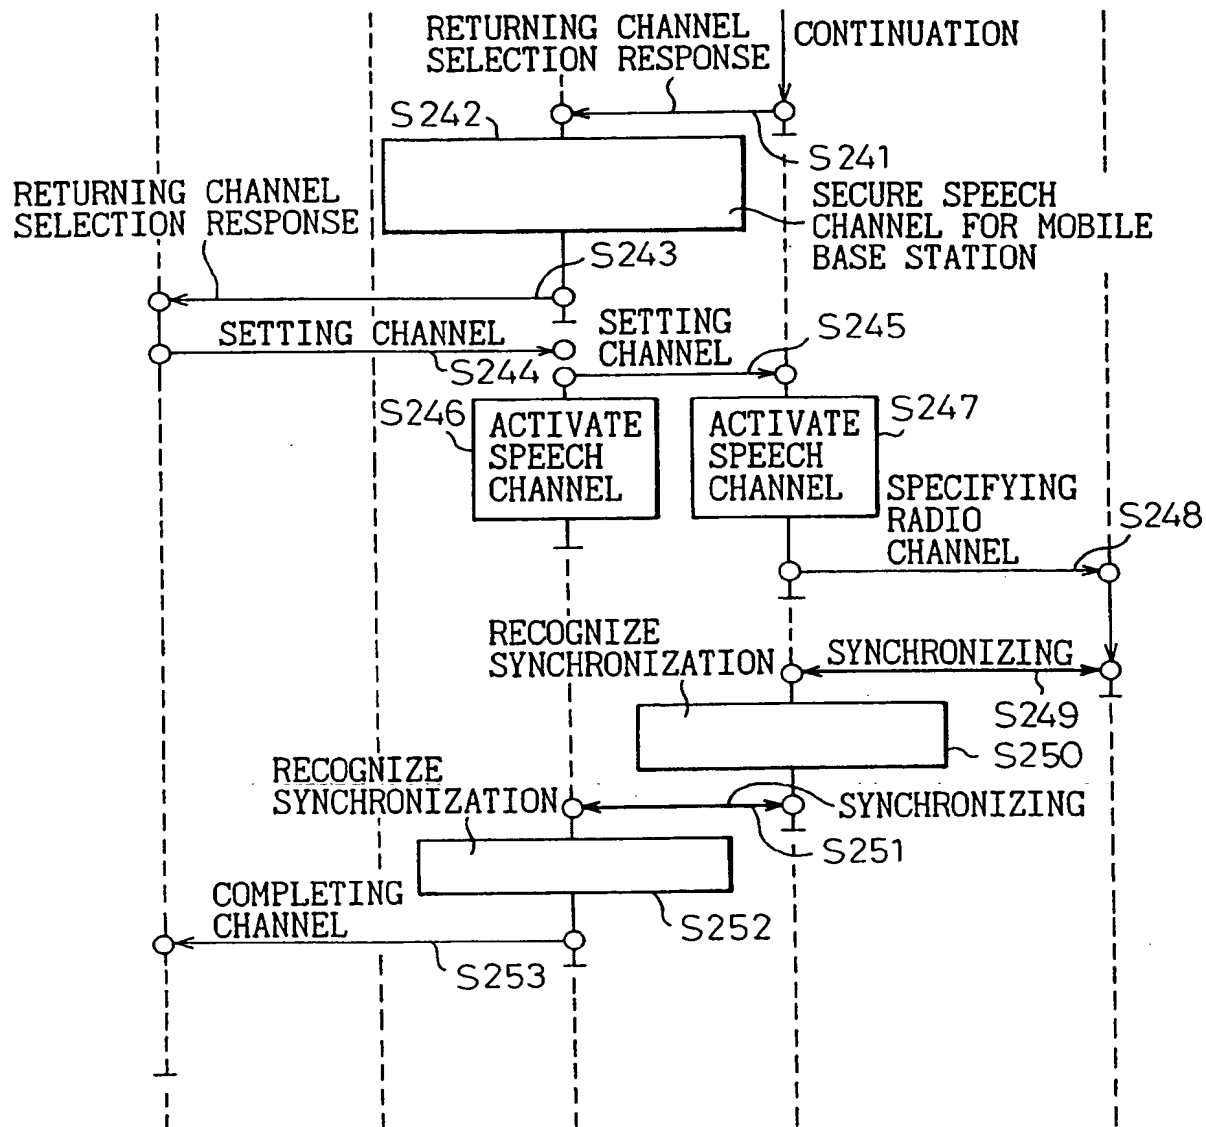 RETURNING CHANNEL
SELECTION RESPONSE
CONTINUATION
S242
S241
RETURNING CHANNEL
SELECTION RESPONSE
SECURE SPEECH
CHANNEL FOR MOBILE
BASE STATION
S243
SETTING CHANNEL
S244
SETTING
CHANNEL
S245
S246
ACTIVATE
SPEECH
CHANNEL
ACTIVATE
SPEECH
CHANNEL
S247
SPECIFYING
RADIO
CHANNEL
S248
RECOGNIZE
SYNCHRONIZATION
SYNCHRONIZING
S249
S250
RECOGNIZE
SYNCHRONIZATION
SYNCHRONIZING
S251
S252
COMPLETING
CHANNEL
S253